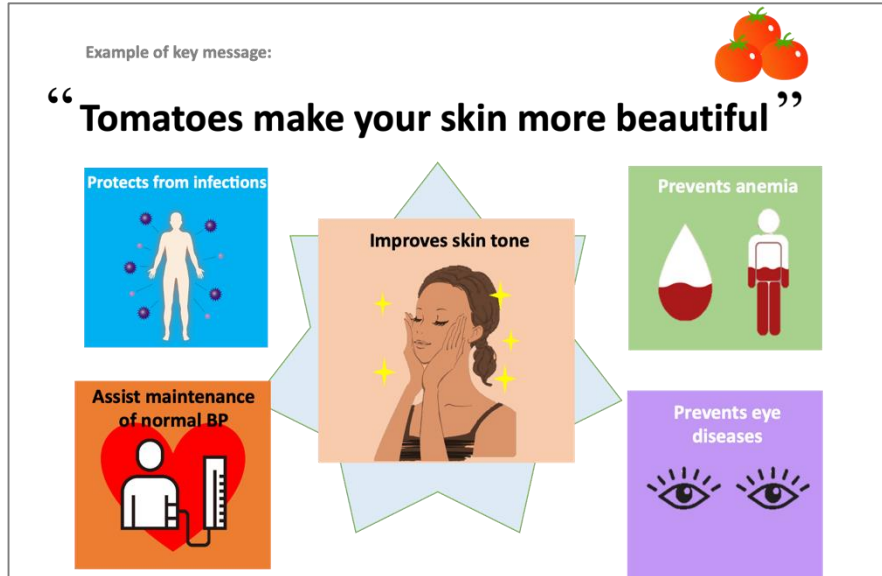 Example of key message:
“Tomatoes make your skin more beautiful”
Protects from infections
Improves skin tone
Prevents anemia
Assist maintenance
of normal BP
Prevents eye
diseases